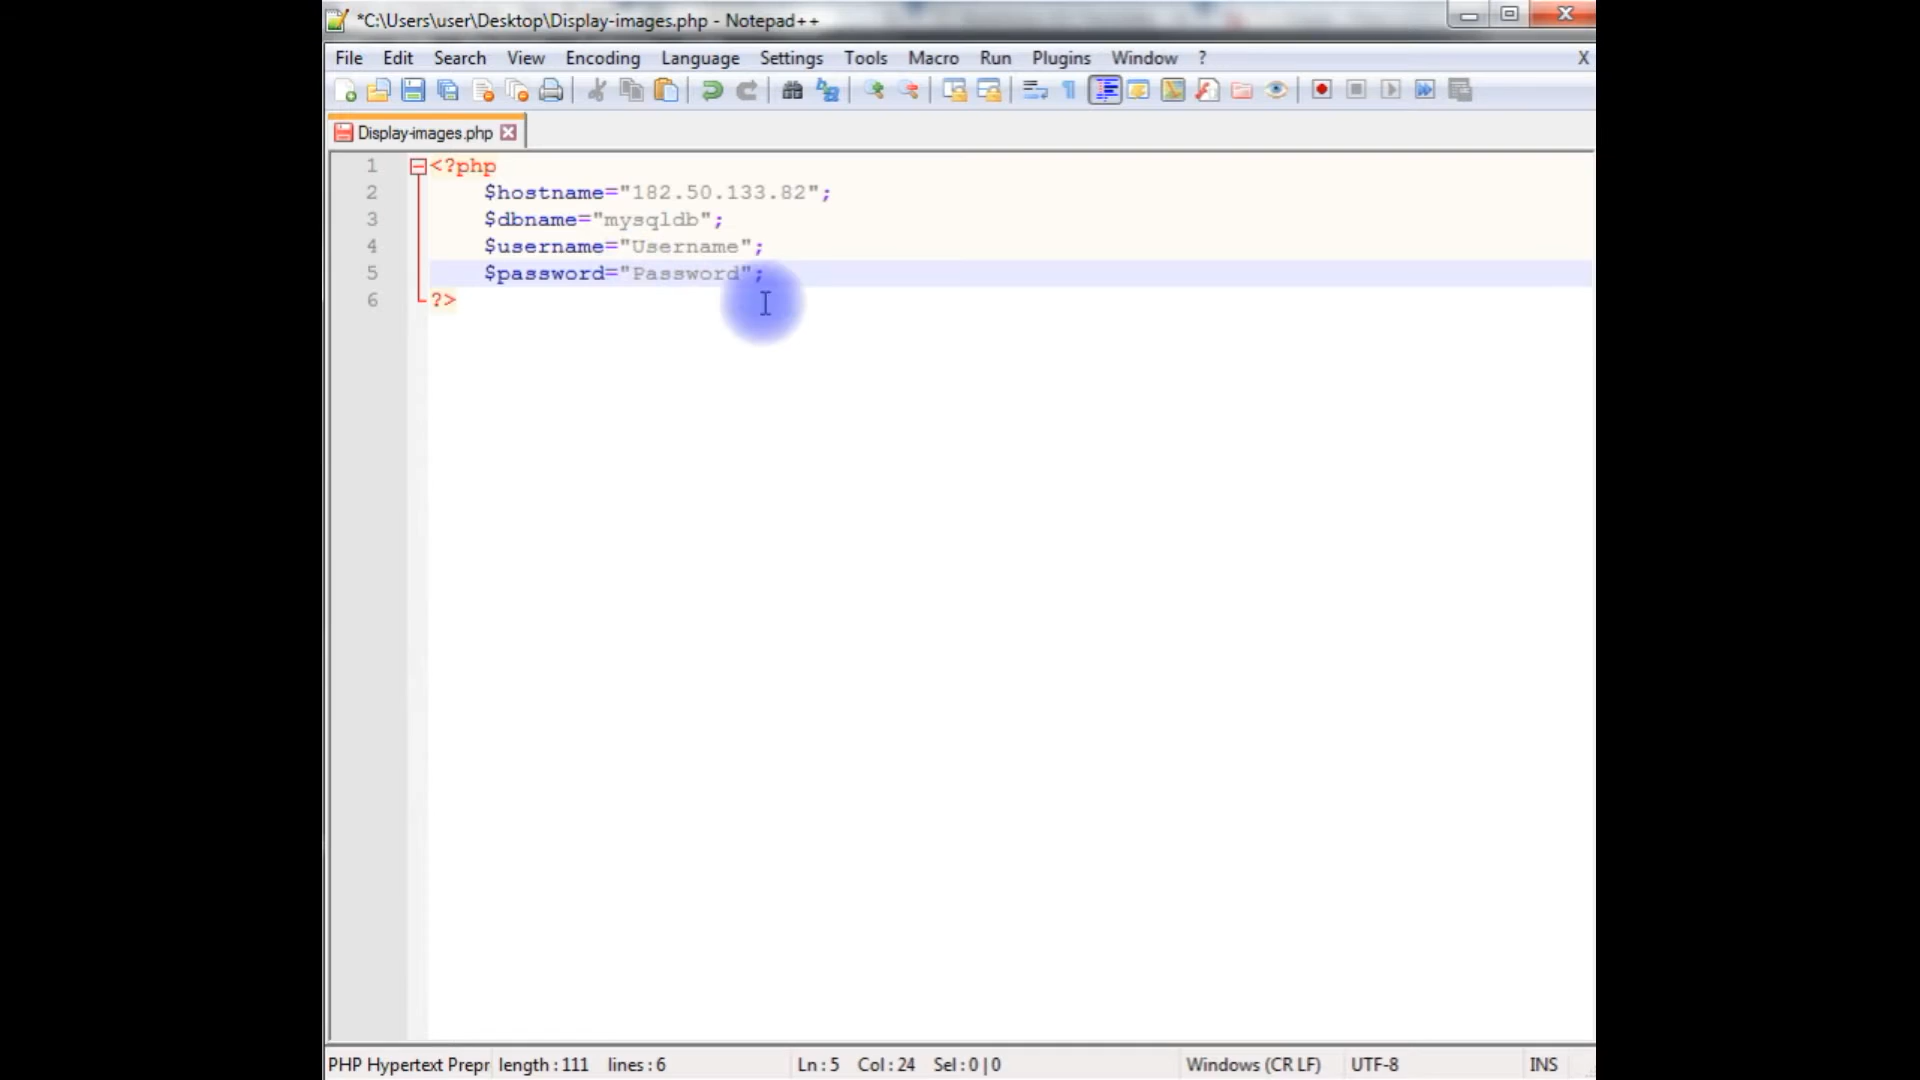 *C:\Users\user\Desktop\Display-images.php - Notepad++
File Edit Search View Encoding Language Settings Tools Macro Run Plugins Window ? X
Display-images.php
1 <?php
2 $hostname="182.50.133.82";
3 $dbname="mysqldb";
4 $username="Username";
5 $password="Password";
6 ?>
PHP Hypertext Prepr length : 111 lines : 6 Ln : 5 Col : 24 Sel : 0 | 0 Windows (CR LF) UTF-8 INS